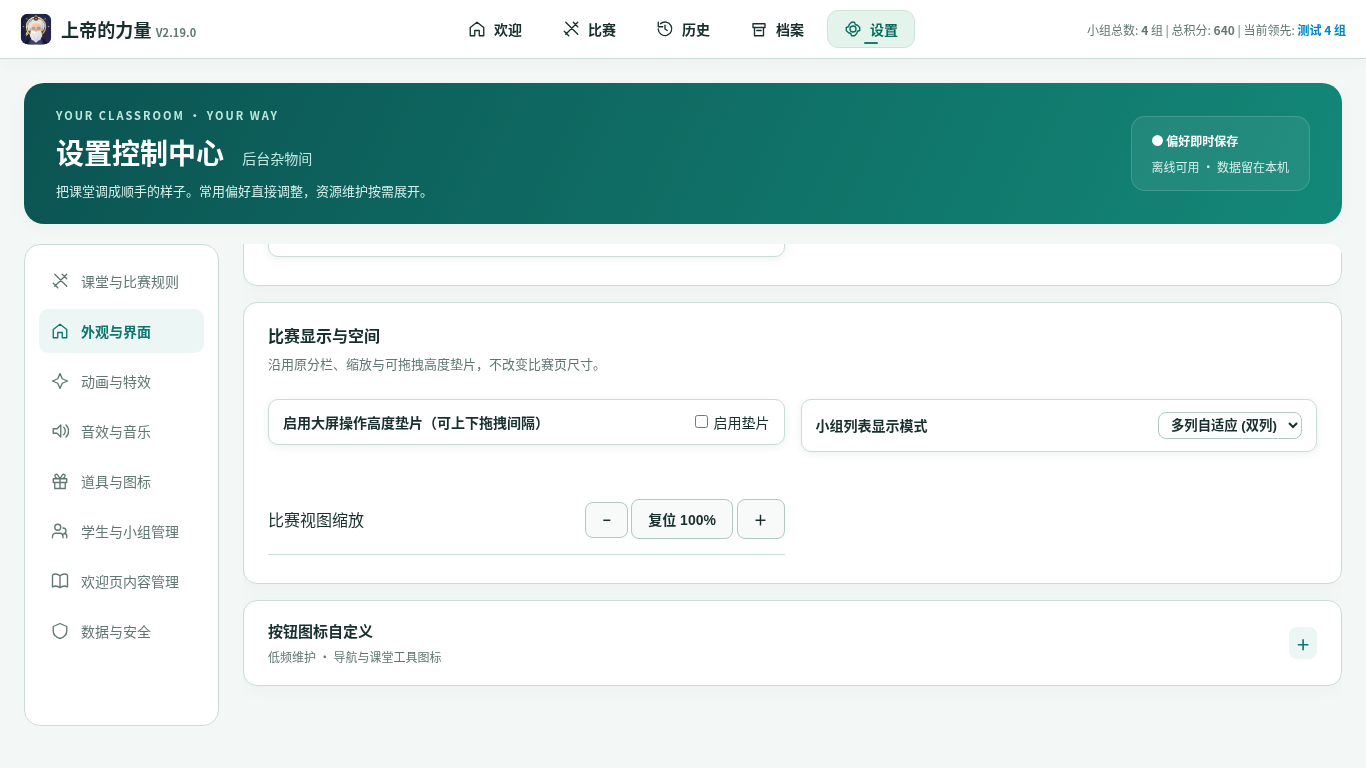 上帝的力量 V2.19.0
欢迎
比赛
历史
档案
设置
小组总数: 4 组 | 总积分: 640 | 当前领先: 测试 4 组
YOUR CLASSROOM • YOUR WAY
设置控制中心 后台杂物间
把课堂调成顺手的样子。常用偏好直接调整，资源维护按需展开。
偏好即时保存
离线可用 • 数据留在本机
课堂与比赛规则
外观与界面
动画与特效
音效与音乐
道具与图标
学生与小组管理
欢迎页内容管理
数据与安全
比赛显示与空间
沿用原分栏、缩放与可拖拽高度垫片，不改变比赛页尺寸。
启用大屏操作高度垫片（可上下拖拽间隔）
启用垫片
小组列表显示模式
多列自适应 (双列)
比赛视图缩放
−
复位 100%
+
按钮图标自定义
低频维护 • 导航与课堂工具图标
+